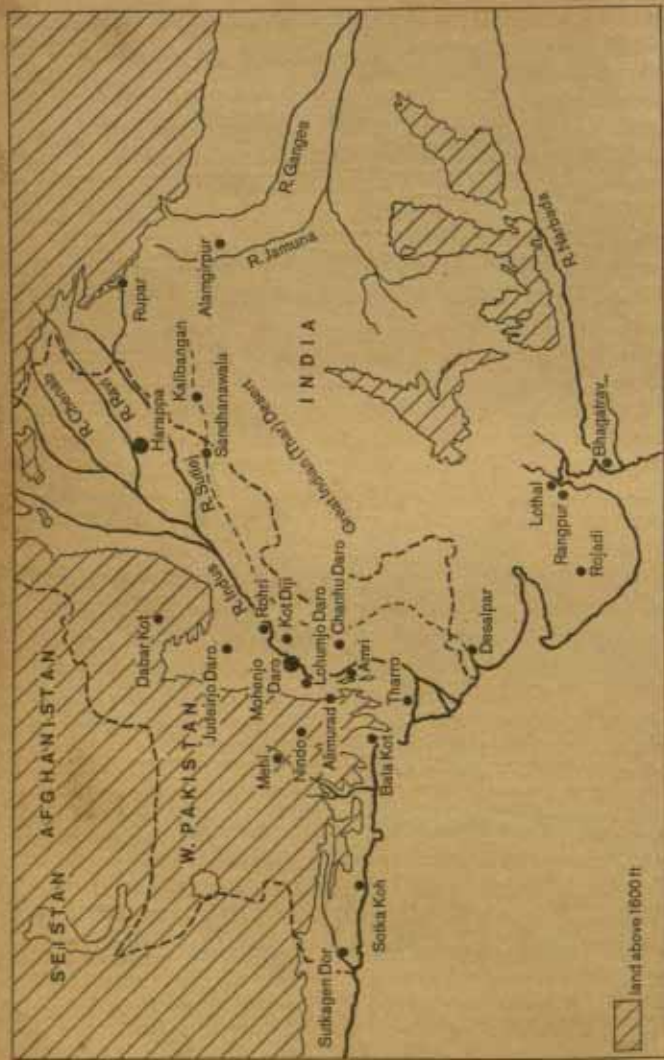 SEISTAN
AFGHANISTAN
W. PAKISTAN
INDIA
R. Chenab
R. Ravi
Harappa
Rupar
R. Indus
R. Sutlej
Kalibangan
Sandhanawala
Alamgirpur
R. Jamuna
R. Ganges
Dabar Kot
Judeirjo Daro
Rohri
Kot Diji
Mohenjo
Daro
Lohumjo Daro
Chanhu Daro
Great Indian (Thar) Desert
Mehi
Nindo
Alimurad
Amri
Tharro
Bala Kot
Sutkagen Dor
Sotka Koh
Desalpar
Lothal
Rangpur
Rojadi
Bhagatrav
R. Narbada
land above 1600 ft